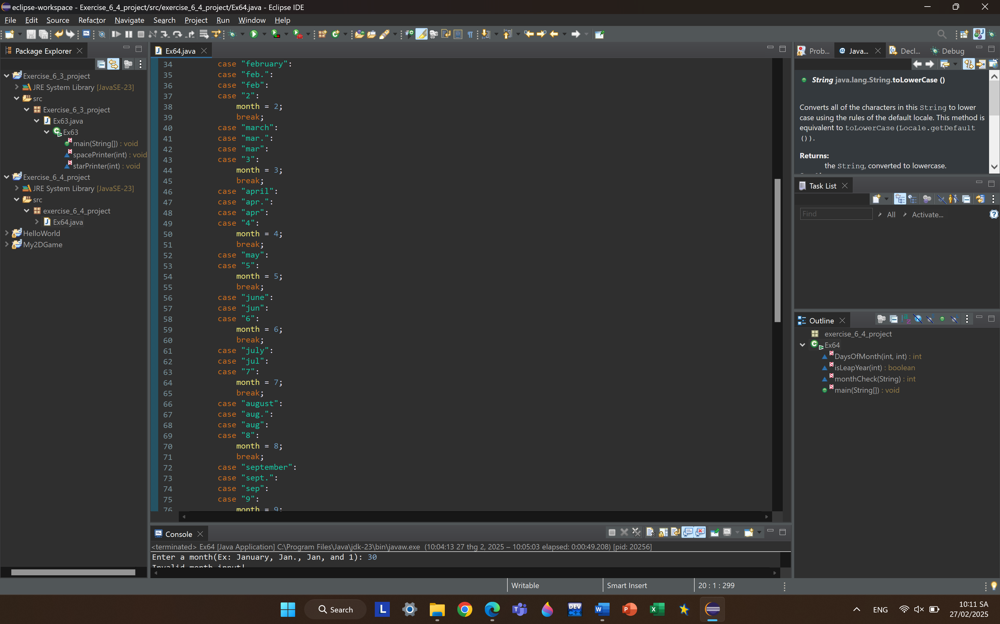 eclipse-workspace - Exercise_6_4_project/src/exercise_6_4_project/Ex64.java - Eclipse IDE
File Edit Source Refactor Navigate Search Project Run Window Help
Package Explorer
Exercise_6_3_project
JRE System Library [JavaSE-23]
src
Exercise_6_3_project
Ex63.java
Ex63
main(String[]) : void
spacePrinter(int) : void
starPrinter(int) : void
Exercise_6_4_project
JRE System Library [JavaSE-23]
src
exercise_6_4_project
Ex64.java
HelloWorld
My2DGame
Ex64.java
34 case "february":
35 case "feb.":
36 case "feb":
37 case "2":
38 month = 2;
39 break;
40 case "march":
41 case "mar.":
42 case "mar":
43 case "3":
44 month = 3;
45 break;
46 case "april":
47 case "apr.":
48 case "apr":
49 case "4":
50 month = 4;
51 break;
52 case "may":
53 case "5":
54 month = 5;
55 break;
56 case "june":
57 case "jun":
58 case "6":
59 month = 6;
60 break;
61 case "july":
62 case "jul":
63 case "7":
64 month = 7;
65 break;
66 case "august":
67 case "aug.":
68 case "aug":
69 case "8":
70 month = 8;
71 break;
72 case "september":
73 case "sept.":
74 case "sep":
75 case "9":
76 month = 9;
Console
<terminated> Ex64 [Java Application] C:\Program Files\Java\jdk-23\bin\javaw.exe (10:04:13 27 thg 2, 2025 – 10:05:03 elapsed: 0:00:49.208) [pid: 20256]
Enter a month(Ex: January, Jan., Jan, and 1): 30
Invalid month input!
Prob... Java... Decl... Debug
String java.lang.String.toLowerCase ()
Converts all of the characters in this String to lower
case using the rules of the default locale. This method is
equivalent to toLowerCase(Locale.getDefault
()).
Returns:
the String, converted to lowercase.
Task List
Find All Activate...
Outline
exercise_6_4_project
Ex64
DaysOfMonth(int, int) : int
isLeapYear(int) : boolean
monthCheck(String) : int
main(String[]) : void
Writable Smart Insert 20 : 1 : 299
Search
ENG
10:11 SA
27/02/2025